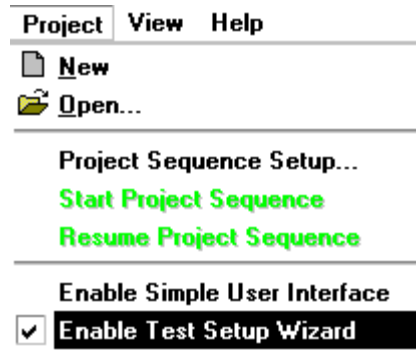 Project View Help
New
Open...
Project Sequence Setup...
Start Project Sequence
Resume Project Sequence
Enable Simple User Interface
Enable Test Setup Wizard